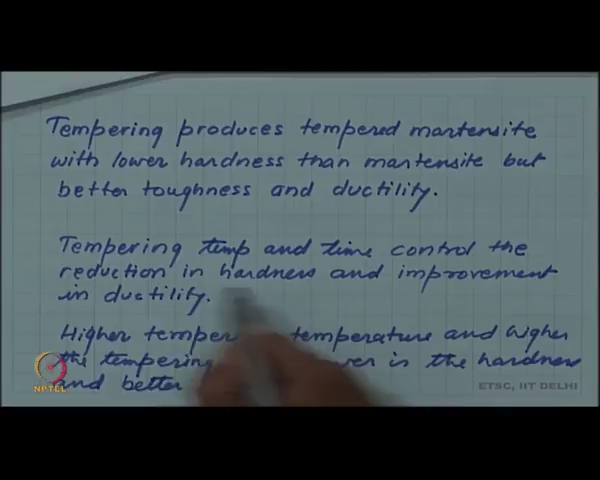 Tempering produces tempered martensite
with lower hardness than martensite but
better toughness and ductility.
Tempering temp and time control the
reduction in hardness and improvement
in ductility.
Higher temper temperature and higher
the tempering is the hardness
and better
NPTEL
ETSC, IIT DELHI